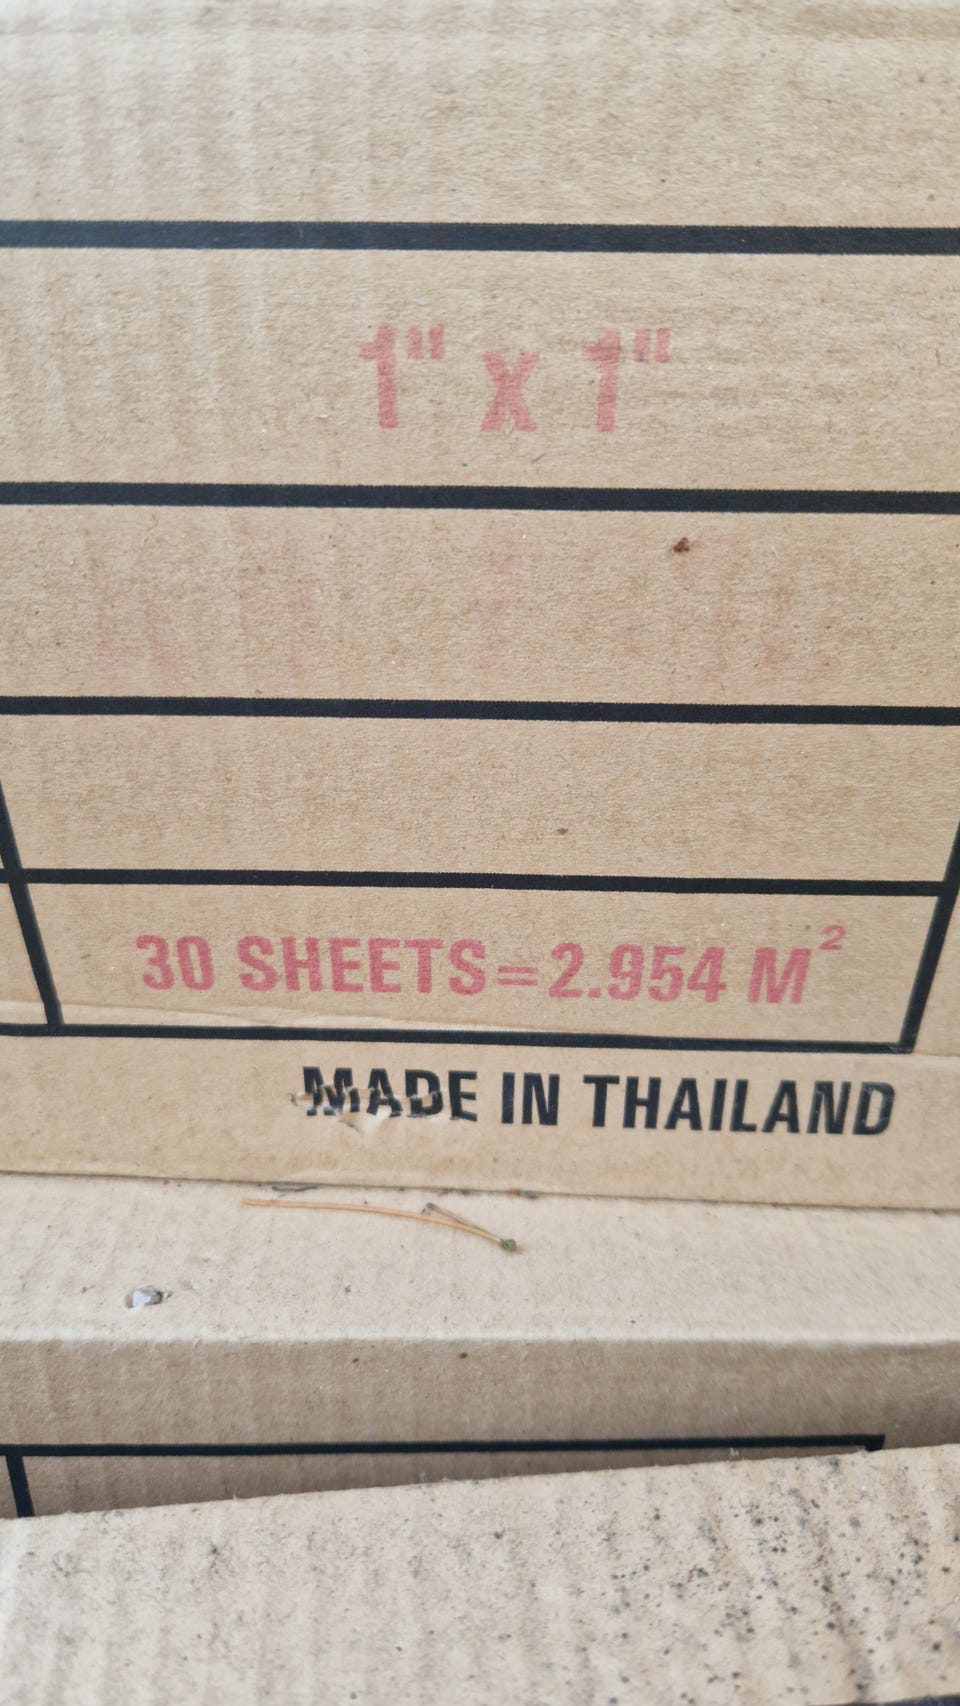 1" x 1"
30 SHEETS=2.954 M²
MADE IN THAILAND